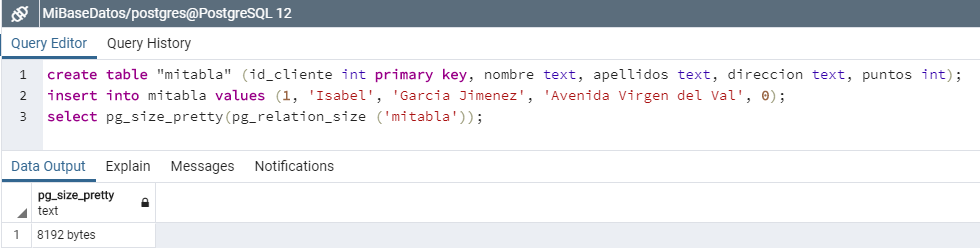 MiBaseDatos/postgres@PostgreSQL 12
Query Editor Query History
1 create table "mitabla" (id_cliente int primary key, nombre text, apellidos text, direccion text, puntos int);
2 insert into mitabla values (1, 'Isabel', 'Garcia Jimenez', 'Avenida Virgen del Val', 0);
3 select pg_size_pretty(pg_relation_size ('mitabla'));
Data Output Explain Messages Notifications
pg_size_pretty
text
1 8192 bytes